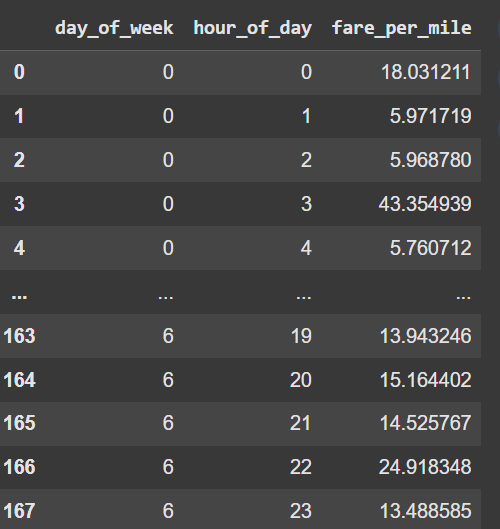 day_of_week hour_of_day fare_per_mile
0 0 0 18.031211
1 0 1 5.971719
2 0 2 5.968780
3 0 3 43.354939
4 0 4 5.760712
... ... ... ...
163 6 19 13.943246
164 6 20 15.164402
165 6 21 14.525767
166 6 22 24.918348
167 6 23 13.488585